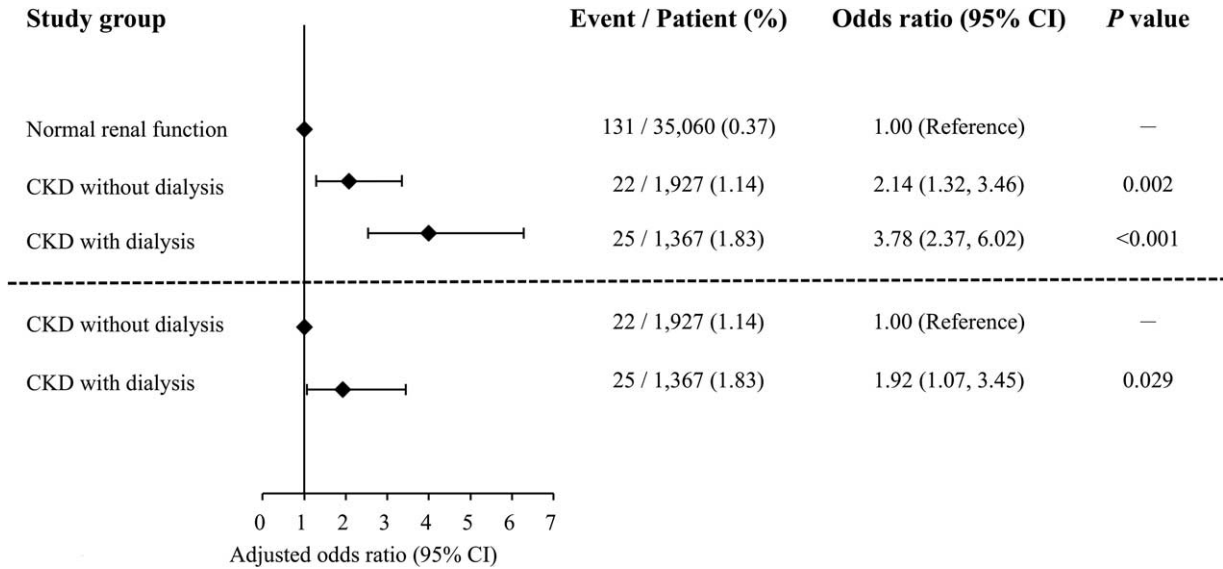 Study group Event / Patient (%) Odds ratio (95% CI) P value
Normal renal function 131 / 35,060 (0.37) 1.00 (Reference) —
CKD without dialysis 22 / 1,927 (1.14) 2.14 (1.32, 3.46) 0.002
CKD with dialysis 25 / 1,367 (1.83) 3.78 (2.37, 6.02) <0.001
CKD without dialysis 22 / 1,927 (1.14) 1.00 (Reference) —
CKD with dialysis 25 / 1,367 (1.83) 1.92 (1.07, 3.45) 0.029
0 1 2 3 4 5 6 7
Adjusted odds ratio (95% CI)